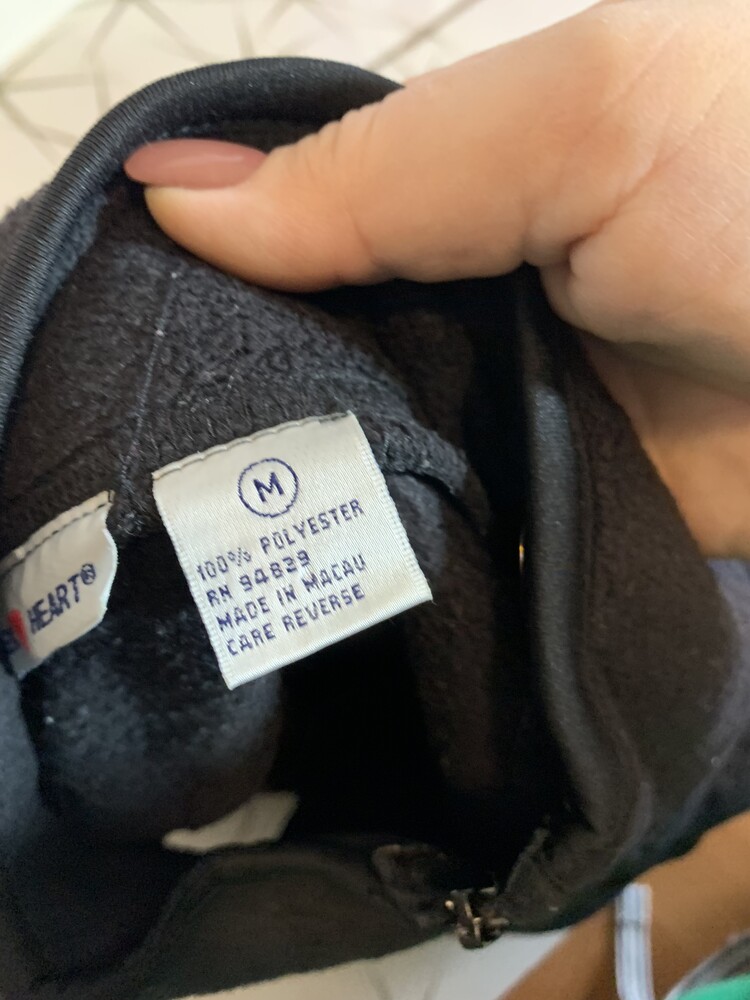 HEART®
M
100% POLYESTER
RN 94839
MADE IN MACAU
CARE REVERSE